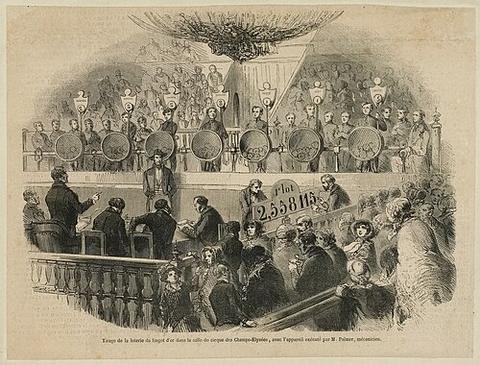 1er lot
2,558,115
Tirage de la loterie du lingot d'or dans la salle du cirque des Champs-Elysées, avec l'appareil exécuté par M. Palmer, mécanicien.